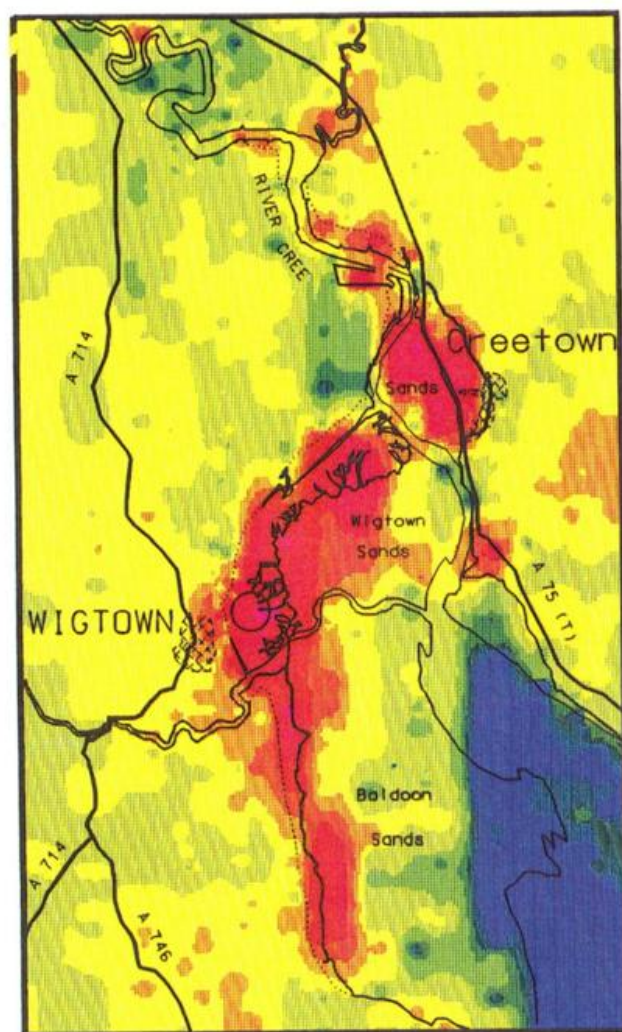 RIVER CREE
A 714
Creetown
Sands
Wigtown
Sands
WIGTOWN
A 75 (T)
Baldoon
Sands
A 714
A 746